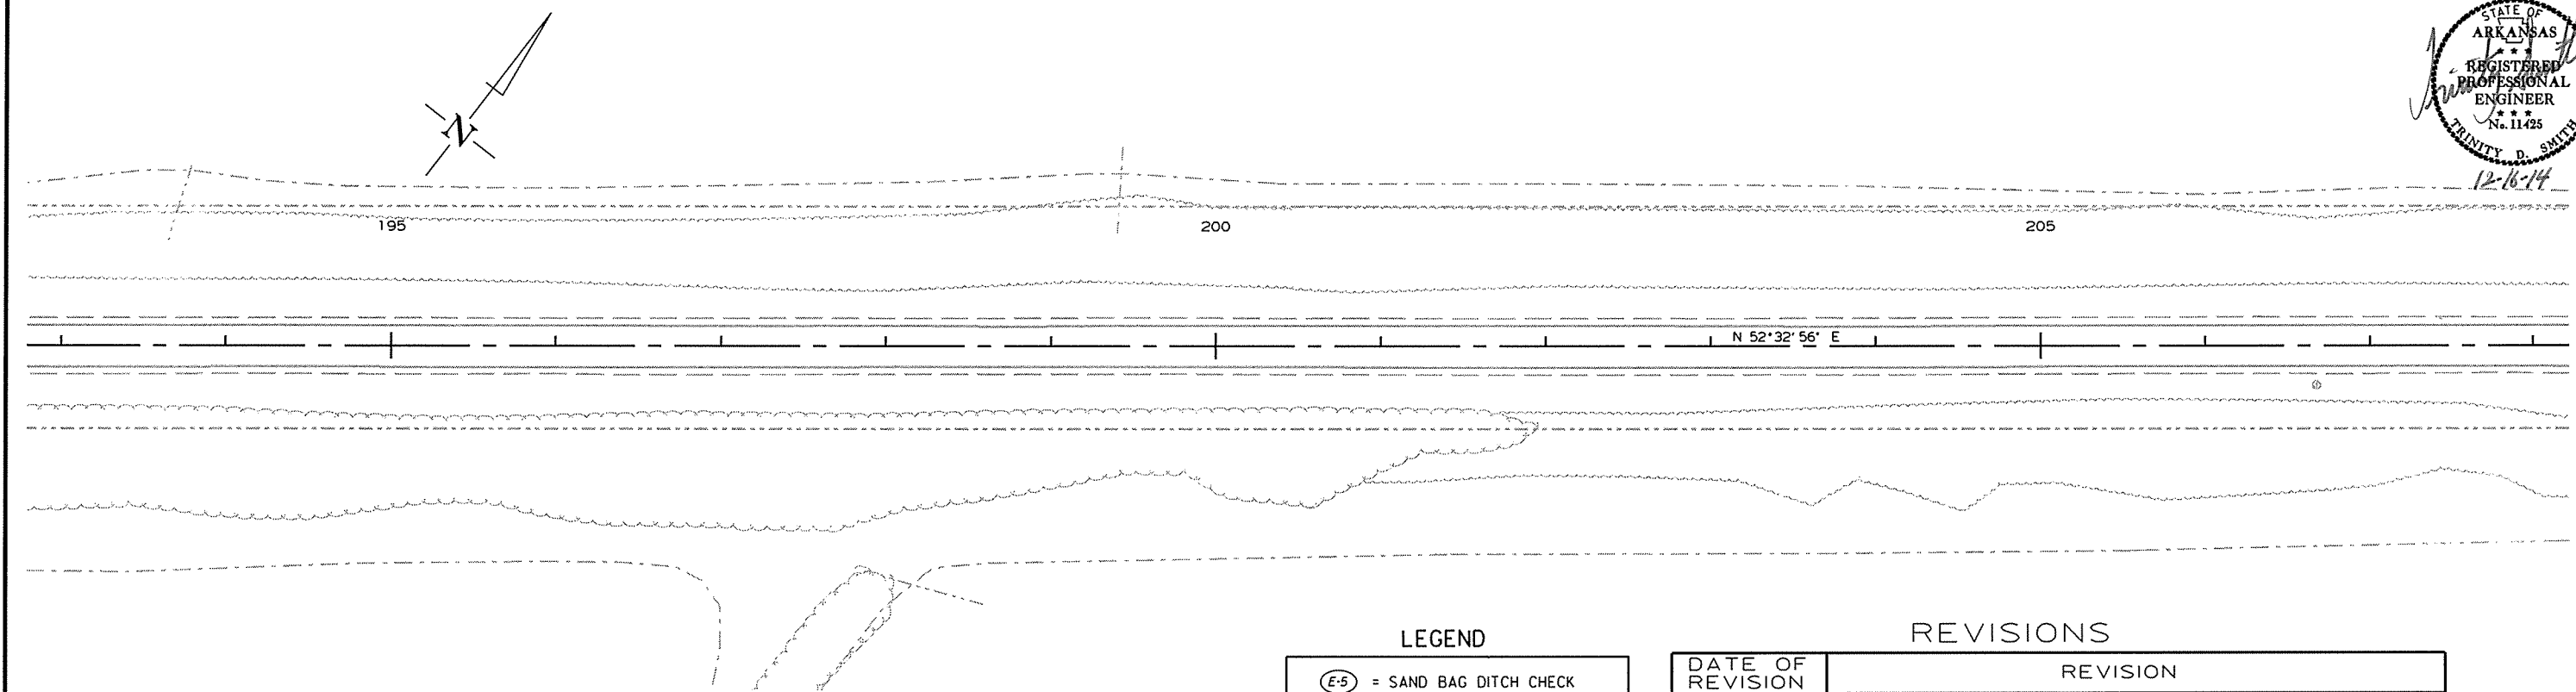 STATE OF
ARKANSAS
★ ★ ★
REGISTERED
PROFESSIONAL
ENGINEER
★ ★ ★
No. 11425
TRINITY D. SMITH
12-16-14
N
195
200
205
N 52°32'56" E
LEGEND
E-5 = SAND BAG DITCH CHECK
REVISIONS
DATE OF
REVISION
REVISION